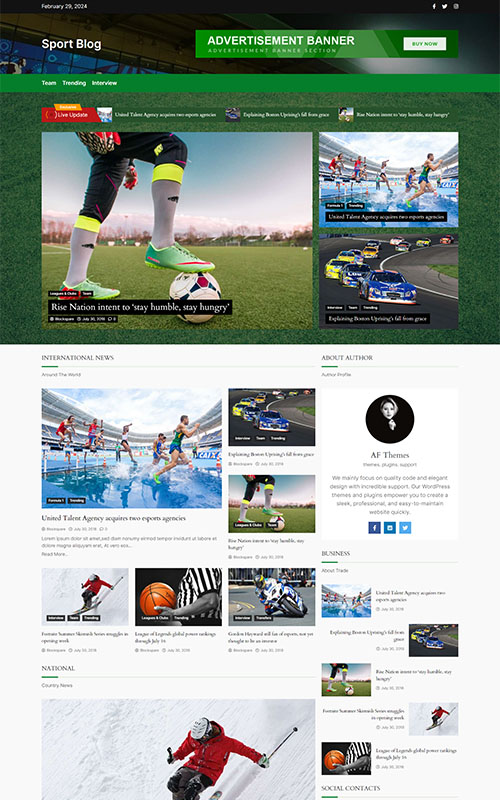 February 29, 2024
Sport Blog
ADVERTISEMENT BANNER
ADVERTISEMENT BANNER SECTION
BUY NOW
Team Trending Interview
Exclusive
Live Update
United Talent Agency acquires two esports agencies
Explaining Boston Uprising's fall from grace
Rise Nation intent to 'stay humble, stay hungry'
Leagues & Clubs Team
Rise Nation intent to 'stay humble, stay hungry'
Blockspare July 30, 2018 0
Formula 1 Trending
United Talent Agency acquires two esports agencies
Interview Team Trending
Explaining Boston Uprising's fall from grace
INTERNATIONAL NEWS
Around The World
Formula 1 Trending
United Talent Agency acquires two esports agencies
Blockspare July 30, 2018 0
Lorem ipsum dolor sit amet,sed diam nonumy eirmod tempor invidunt ut labore et
dolore magna aliquyam erat, At vero eos...
Read More...
Interview Team Trending
Explaining Boston Uprising's fall from grace
Blockspare July 30, 2018
Leagues & Clubs Team
Rise Nation intent to 'stay humble, stay
hungry'
Blockspare July 30, 2018
Interview Team Trending
Fortnite Summer Skirmish Series struggles in
opening week
Blockspare July 30, 2018
Leagues & Clubs Trending
League of Legends global power rankings
through July 16
Blockspare July 30, 2018
Interview Transfers
Gordon Hayward still fan of esports, not yet
thought to be an investor
Blockspare July 30, 2018
NATIONAL
Country News
ABOUT AUTHOR
Author Profile
AF Themes
themes, plugins, support
We mainly focus on quality code and elegant
design with incredible support. Our WordPress
themes and plugins empower you to create a
sleek, professional, and easy-to-maintain
website quickly.
BUSINESS
About Trade
United Talent Agency acquires two
esports agencies
July 30, 2018
Explaining Boston Uprising's fall from
grace
July 30, 2018
Rise Nation intent to 'stay humble, stay
hungry'
July 30, 2018
Fortnite Summer Skirmish Series struggles
in opening week
July 30, 2018
League of Legends global power rankings
through July 16
July 30, 2018
SOCIAL CONTACTS